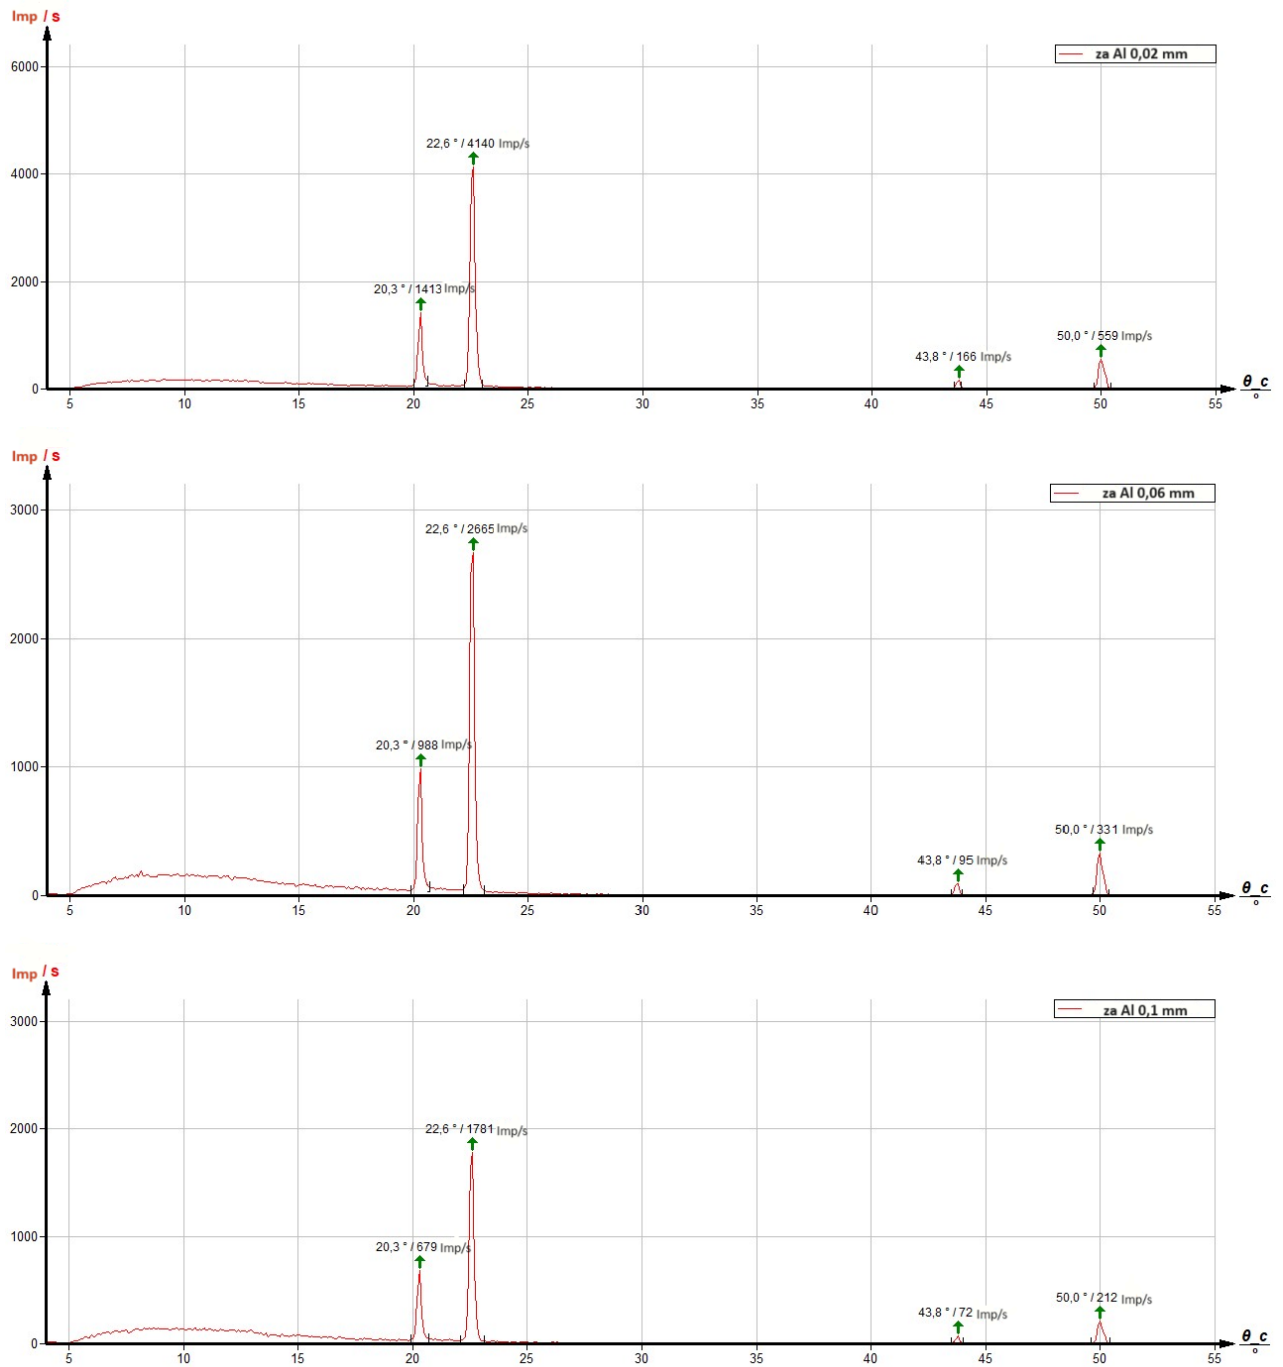 Imp / s
za Al 0,02 mm
6000
22,6 ° / 4140 Imp/s
4000
20,3 ° / 1413 Imp/s
2000
50,0 ° / 559 Imp/s
43,8 ° / 166 Imp/s
0
θ_c
°
5 10 15 20 25 30 35 40 45 50 55
Imp / s
za Al 0,06 mm
3000
22,6 ° / 2665 Imp/s
2000
20,3 ° / 988 Imp/s
1000
50,0 ° / 331 Imp/s
43,8 ° / 95 Imp/s
0
θ_c
°
5 10 15 20 25 30 35 40 45 50 55
Imp / s
za Al 0,1 mm
3000
22,6 ° / 1781 Imp/s
2000
20,3 ° / 679 Imp/s
1000
50,0 ° / 212 Imp/s
43,8 ° / 72 Imp/s
0
θ_c
°
5 10 15 20 25 30 35 40 45 50 55